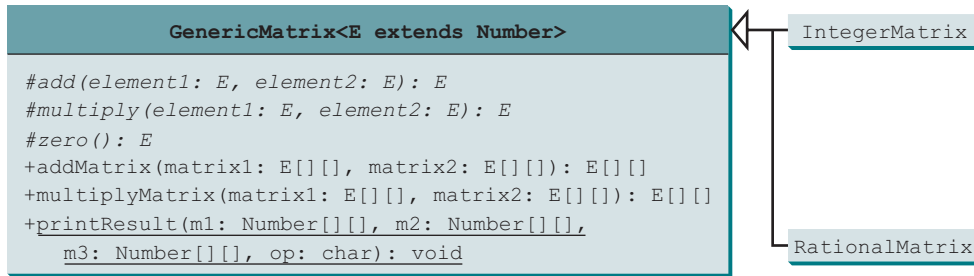 GenericMatrix<E extends Number>
#add(element1: E, element2: E): E
#multiply(element1: E, element2: E): E
#zero(): E
+addMatrix(matrix1: E[][], matrix2: E[][]): E[][]
+multiplyMatrix(matrix1: E[][], matrix2: E[][]): E[][]
+printResult(m1: Number[][], m2: Number[][],
m3: Number[][], op: char): void
IntegerMatrix
RationalMatrix